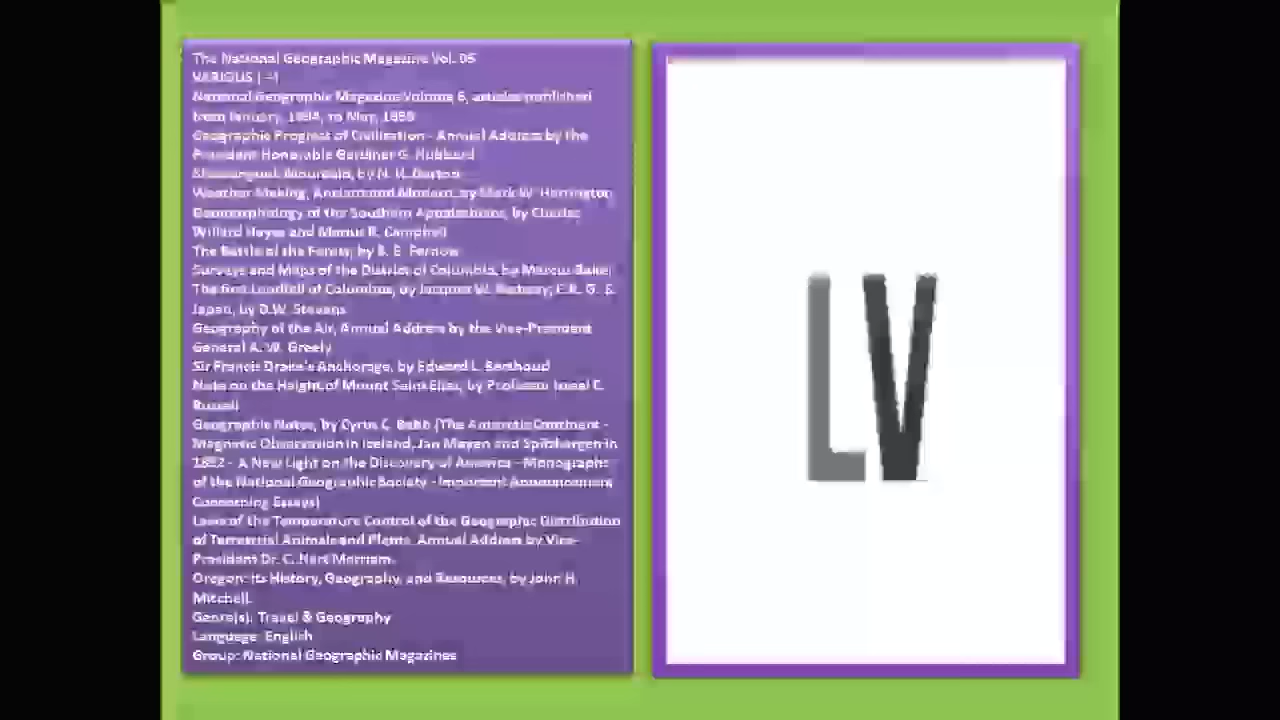 The National Geographic Magazine Vol. 06
VARIOUS ( - )
National Geographic Magazine Volume 6, articles published
from January, 1894, to May, 1895
Geographic Progress of Civilization - Annual Address by the
President Honorable Gardiner G. Hubbard
Shawangunk Mountain, by N. H. Darton
Weather Making, Ancient and Modern, by Mark W. Harrington
Geomorphology of the Southern Appalachians, by Charles
Willard Hayes and Marius R. Campbell
The Battle of the Forest, by B. E. Fernow
Surveys and Maps of the District of Columbia, by Marcus Baker
The first Landfall of Columbus, by Jacques W. Redway, F.R. G. S.
Japan, by D.W. Stevens
Geography of the Air, Annual Address by the Vice-President
General A. W. Greely
Sir Francis Drake's Anchorage, by Edward L. Berthoud
Note on the Height of Mount Saint Elias, by Professor Israel C.
Russell
Geographic Notes, by Cyrus C. Babb (The Antarctic Continent -
Magnetic Observation in Iceland, Jan Mayen and Spitzbergen in
1892 - A New Light on the Discovery of America - Monographs
of the National Geographic Society - Important Announcement
Concerning Essays)
Laws of the Temperature Control of the Geographic Distribution
of Terrestrial Animals and Plants, Annual Address by Vice-
President Dr. C. Hart Merriam
Oregon: Its History, Geography, and Resources, by John H.
Mitchell.
Genre(s): Travel & Geography
Language: English
Group: National Geographic Magazines
LV